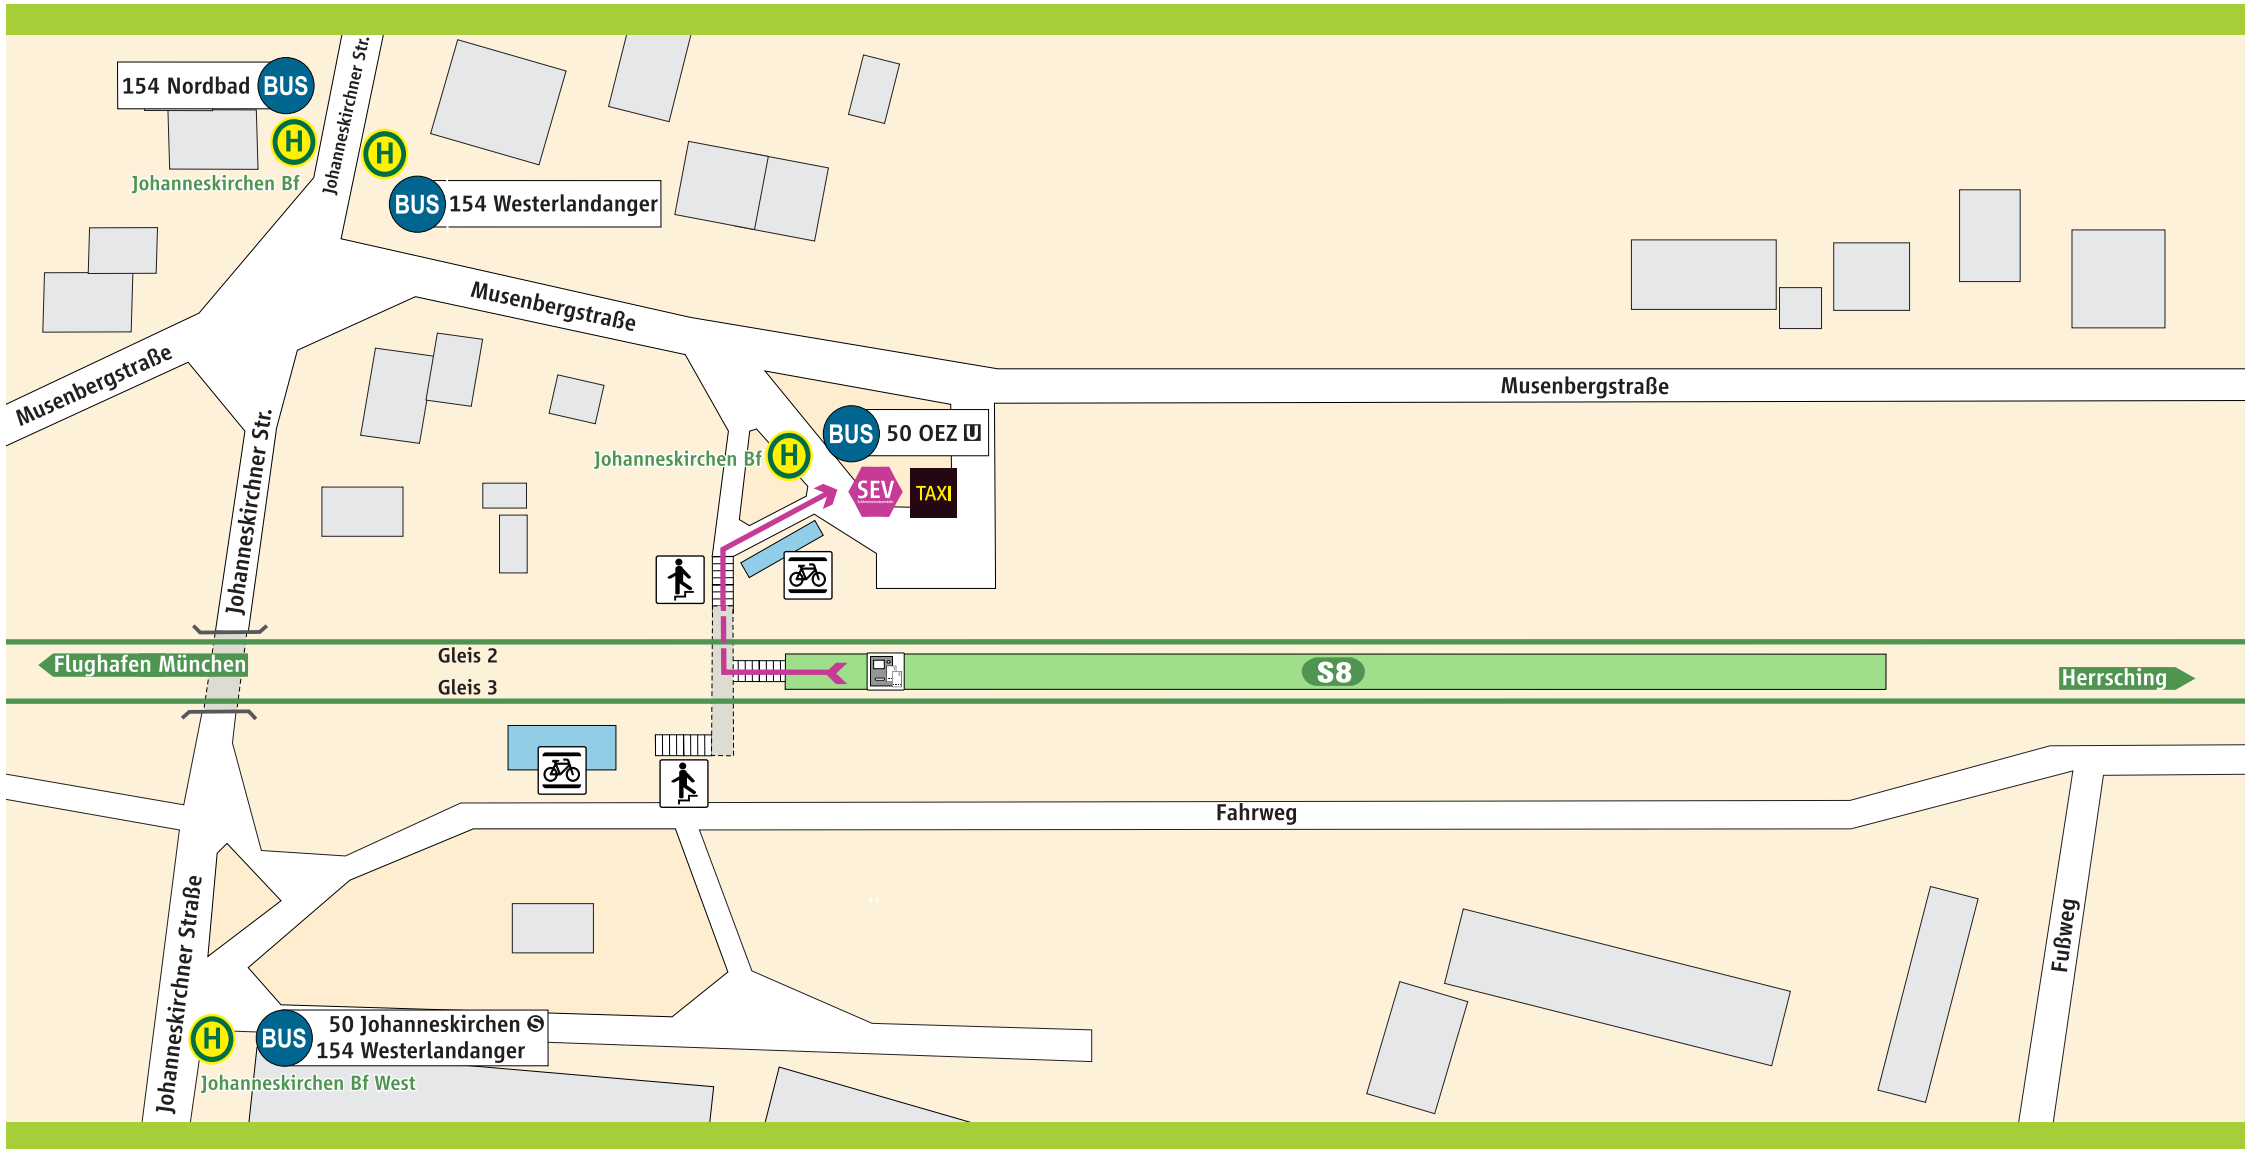 Johanneskirchner Str.
154 Nordbad BUS
H
H
Johanneskirchen Bf
BUS 154 Westerlandanger
Musenbergstraße
Musenbergstraße
Musenbergstraße
Johanneskirchner Str.
BUS 50 OEZ U
Johanneskirchen Bf H
SEV
TAXI
Flughafen München
Gleis 2
Gleis 3
S8
Herrsching
Fahrweg
Fußweg
Johanneskirchner Straße
H
BUS
50 Johanneskirchen S
154 Westerlandanger
Johanneskirchen Bf West